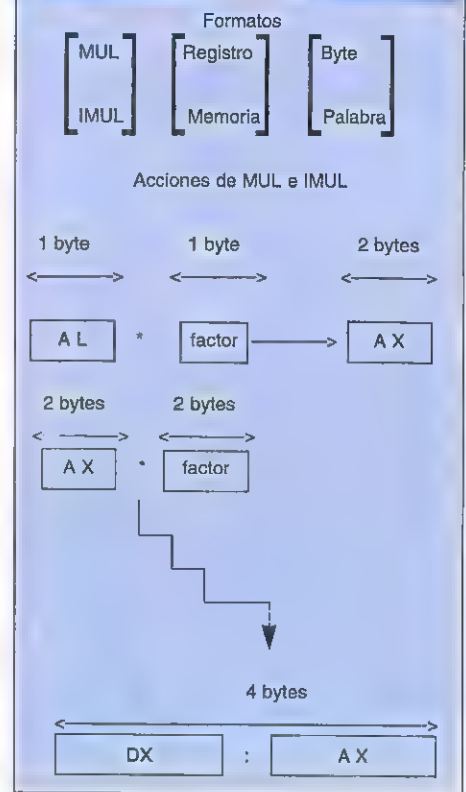 Formatos
MUL Registro Byte
IMUL Memoria Palabra
Acciones de MUL e IMUL
1 byte 1 byte 2 bytes
A L * factor A X
2 bytes 2 bytes
A X * factor
4 bytes
DX : A X